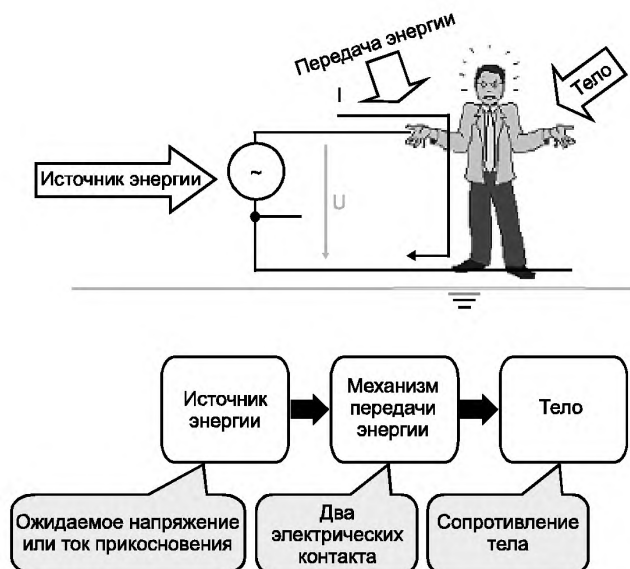 Передача энергии
I
Тело
Источник энергии
~
U
Источник
энергии
Механизм
передачи
энергии
Тело
Ожидаемое напряжение
или ток прикосновения
Два
электрических
контакта
Сопротивление
тела